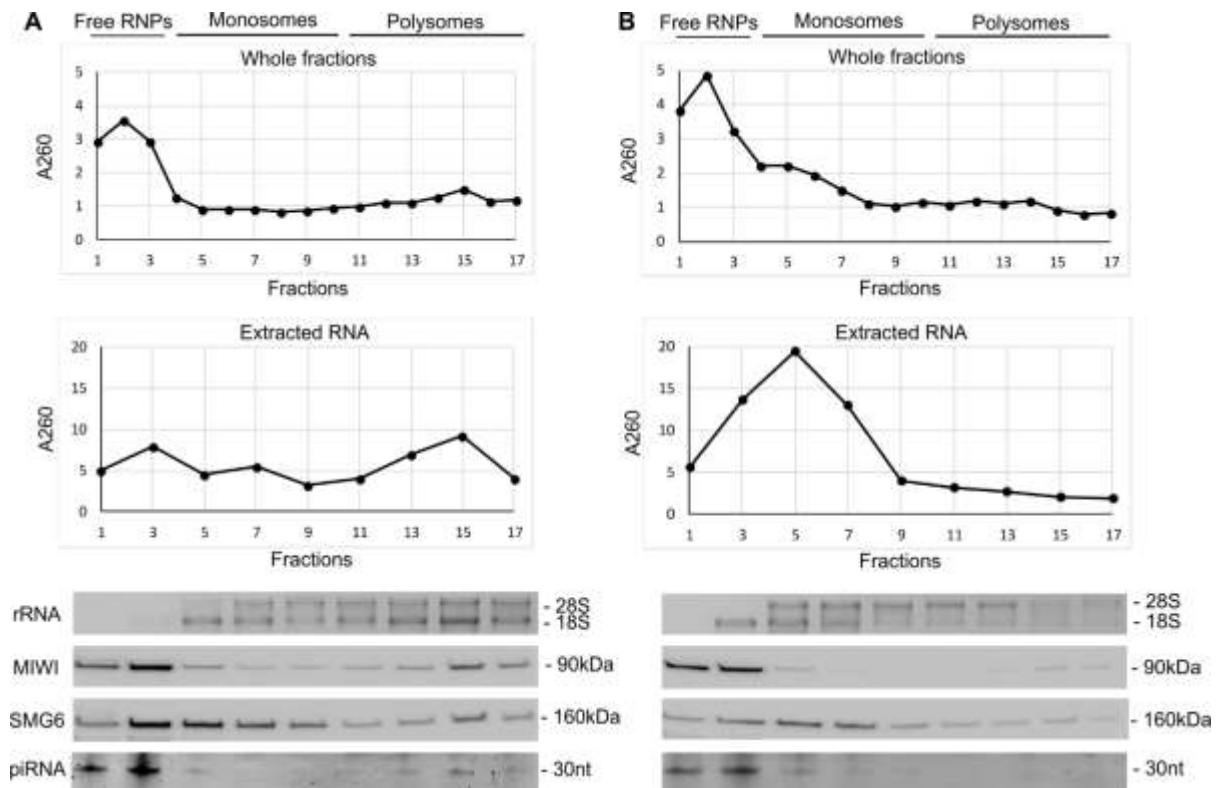 A
Free RNPs Monosomes Polysomes
Whole fractions
5
4
3
2
1
0
A260
1 3 5 7 9 11 13 15 17
Fractions
Extracted RNA
20
15
10
5
0
A260
1 3 5 7 9 11 13 15 17
Fractions
rRNA
- 28S
- 18S
MIWI - 90kDa
SMG6 - 160kDa
piRNA - 30nt
B
Free RNPs Monosomes Polysomes
Whole fractions
5
4
3
2
1
0
A260
1 3 5 7 9 11 13 15 17
Fractions
Extracted RNA
20
15
10
5
0
A260
1 3 5 7 9 11 13 15 17
Fractions
- 28S
- 18S
- 90kDa
- 160kDa
- 30nt